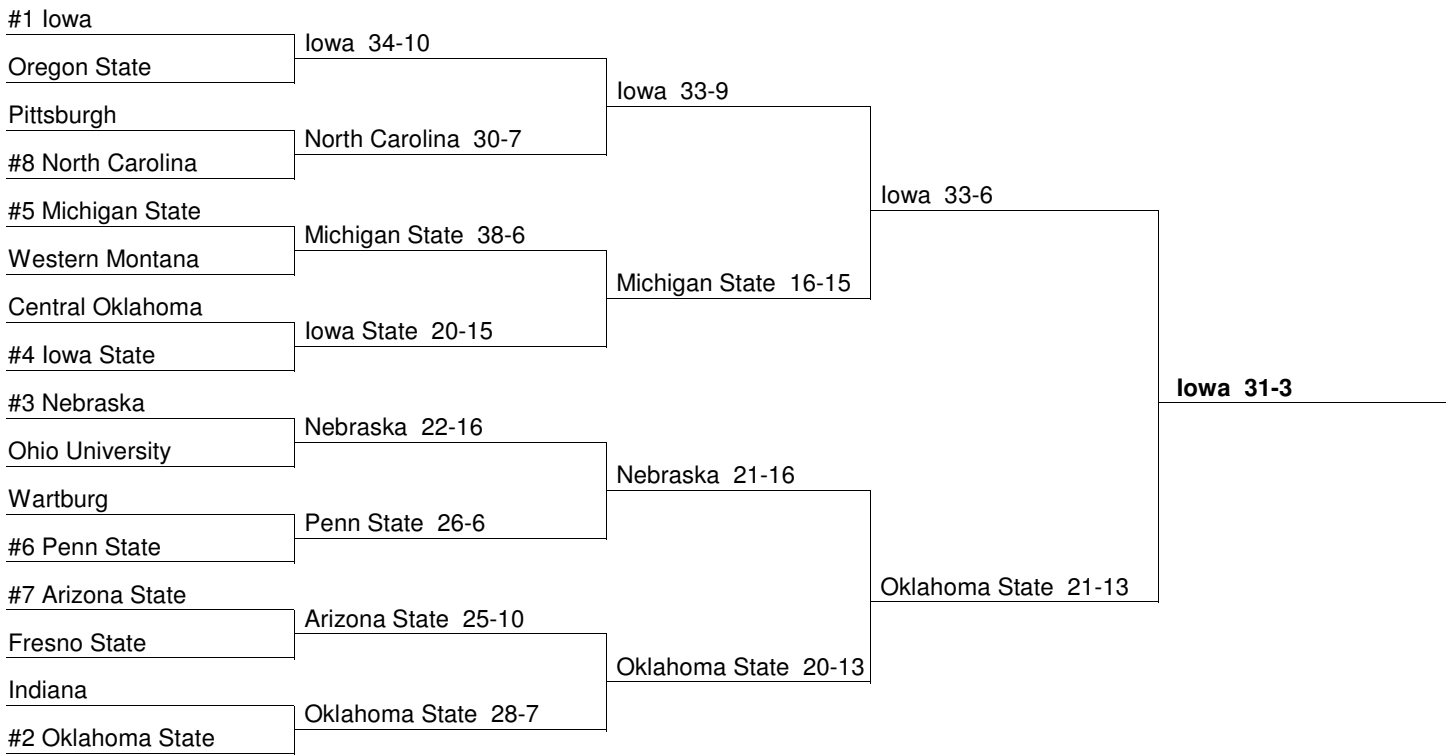 #1 Iowa
Oregon State
Pittsburgh
#8 North Carolina
#5 Michigan State
Western Montana
Central Oklahoma
#4 Iowa State
#3 Nebraska
Ohio University
Wartburg
#6 Penn State
#7 Arizona State
Fresno State
Indiana
#2 Oklahoma State
Iowa 34-10
North Carolina 30-7
Michigan State 38-6
Iowa State 20-15
Nebraska 22-16
Penn State 26-6
Arizona State 25-10
Oklahoma State 28-7
Iowa 33-9
Michigan State 16-15
Nebraska 21-16
Oklahoma State 20-13
Iowa 33-6
Oklahoma State 21-13
Iowa 31-3